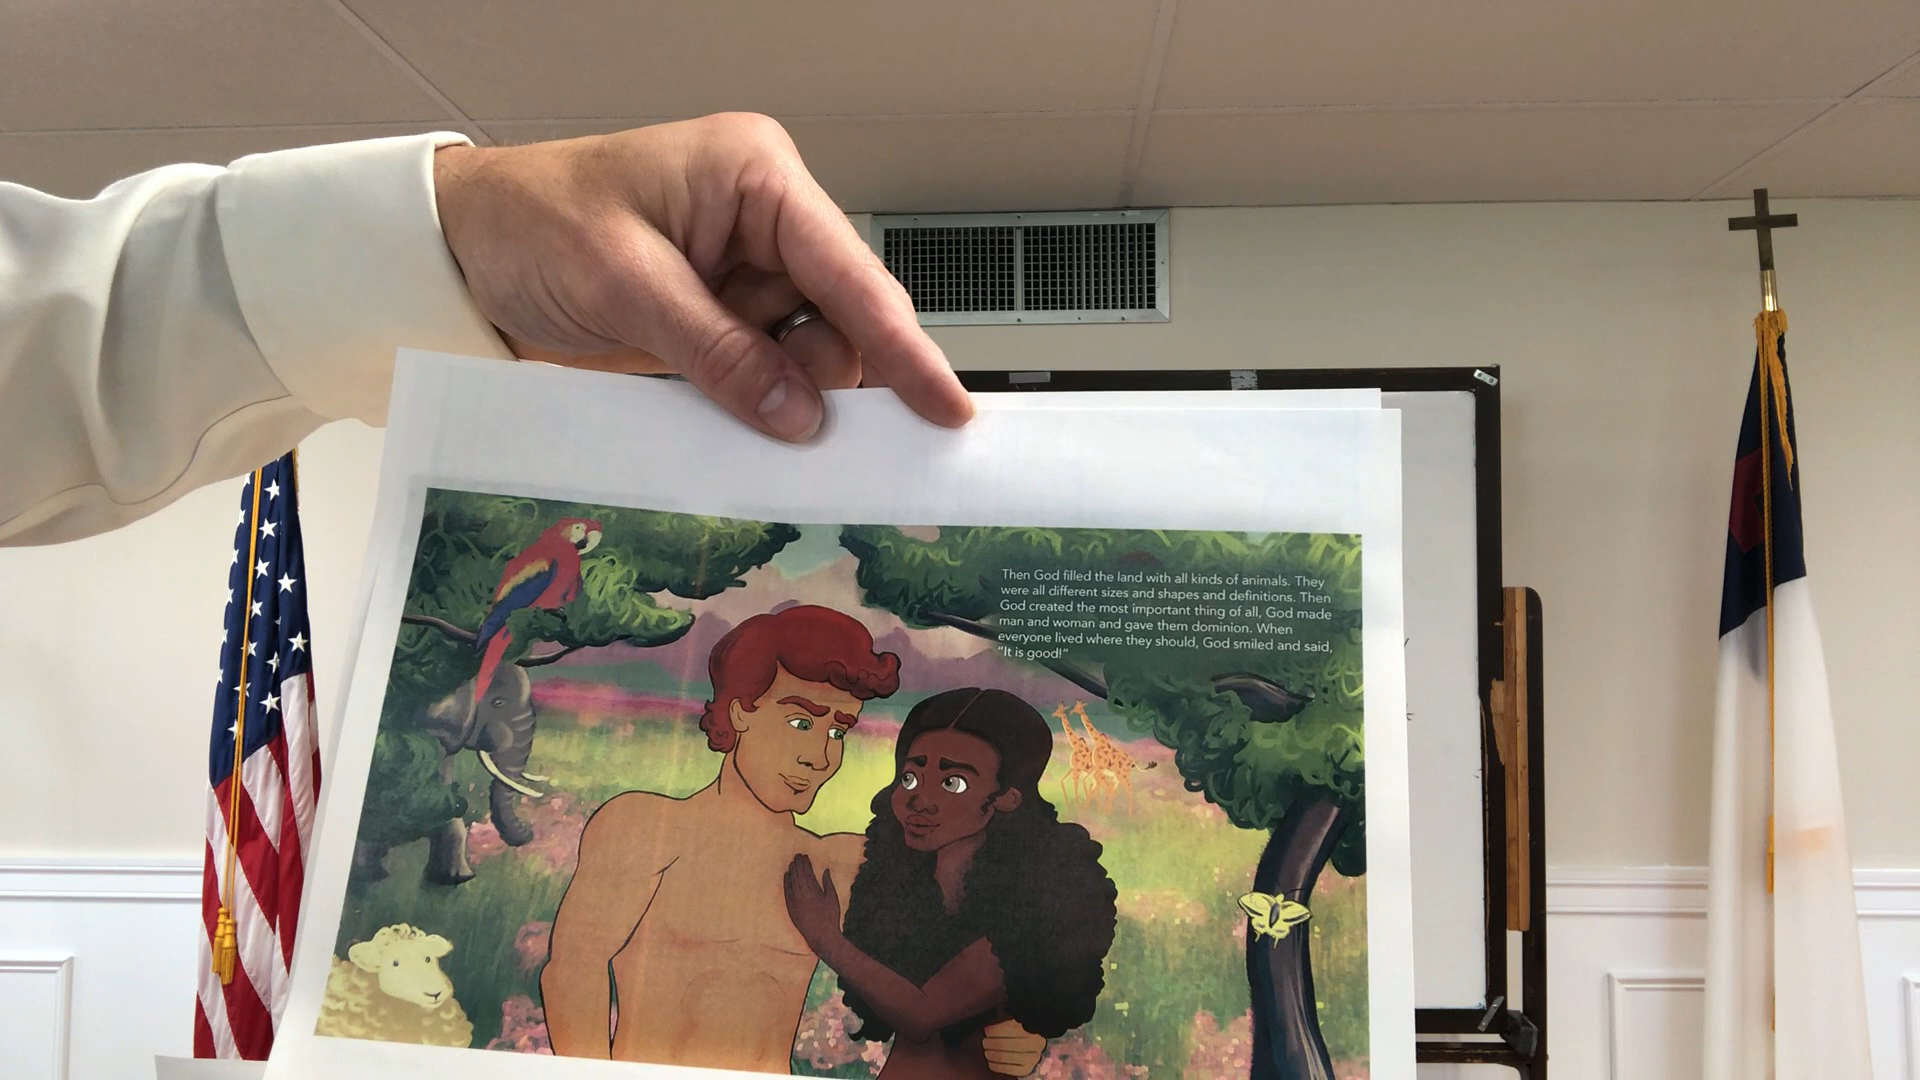 Then God filled the land with all kinds of animals. They
were all different sizes and shapes and definitions. Then
God created the most important thing of all, God made
man and woman and gave them dominion. When
everyone lived where they should, God smiled and said,
"It is good!"